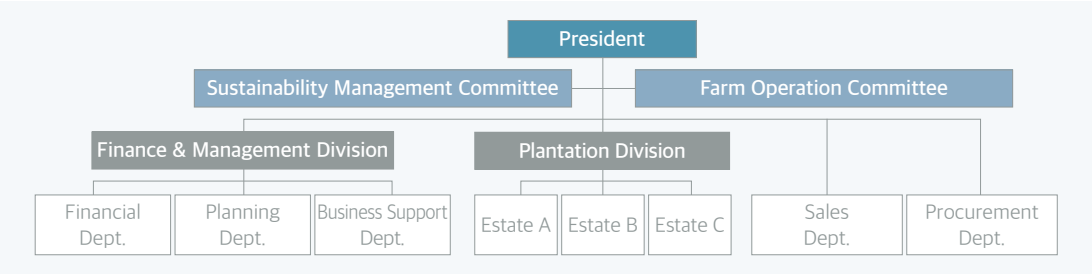 President
Sustainability Management Committee
Farm Operation Committee
Finance & Management Division
Plantation Division
Financial
Dept.
Planning
Dept.
Business Support
Dept.
Estate A
Estate B
Estate C
Sales
Dept.
Procurement
Dept.